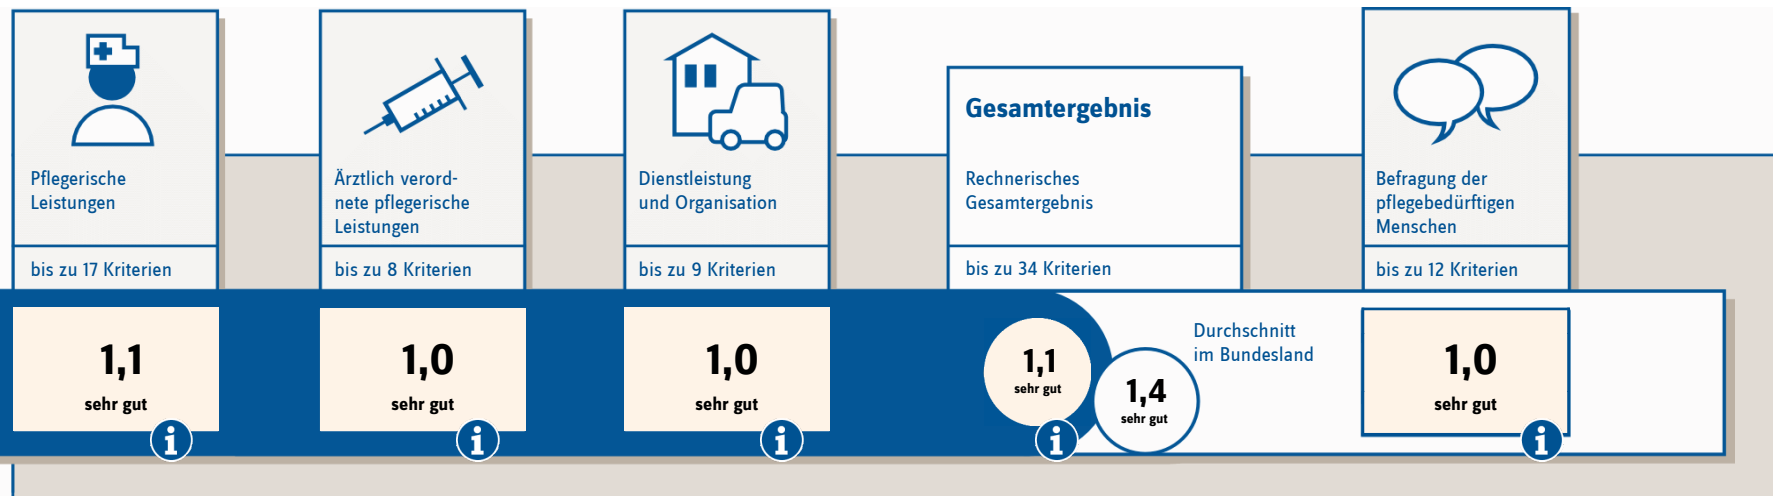 Pflegerische
Leistungen
bis zu 17 Kriterien
1,1
sehr gut
i
Ärztlich verord-
nete pflegerische
Leistungen
bis zu 8 Kriterien
1,0
sehr gut
i
Dienstleistung
und Organisation
bis zu 9 Kriterien
1,0
sehr gut
i
Gesamtergebnis
Rechnerisches
Gesamtergebnis
bis zu 34 Kriterien
1,1
sehr gut
i
1,4
sehr gut
Durchschnitt
im Bundesland
Befragung der
pflegebedürftigen
Menschen
bis zu 12 Kriterien
1,0
sehr gut
i